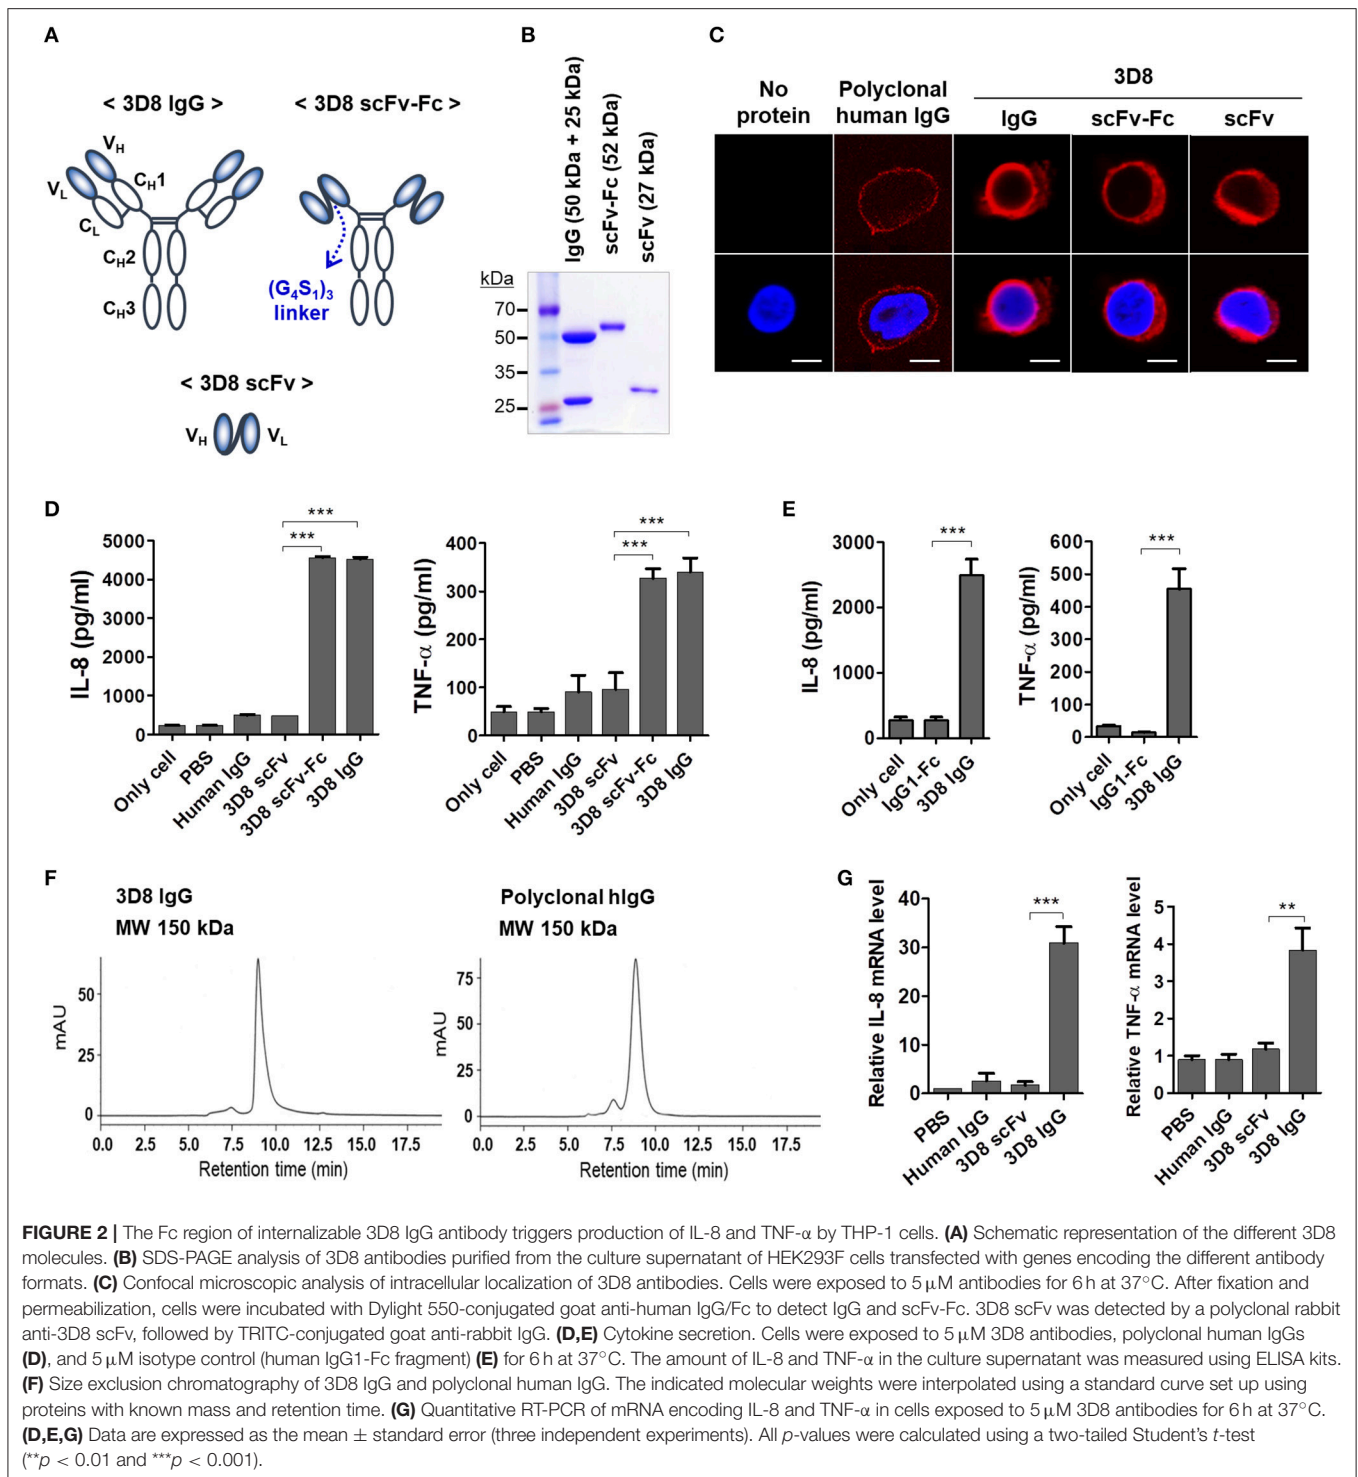 A
B
C
< 3D8 IgG >
< 3D8 scFv-Fc >
VH
VL
CH1
CL
CH2
CH3
(G4S1)3
linker
< 3D8 scFv >
VH
VL
IgG (50 kDa + 25 kDa)
scFv-Fc (52 kDa)
scFv (27 kDa)
kDa
70
50
35
25
3D8
No
protein
Polyclonal
human IgG
IgG
scFv-Fc
scFv
D
IL-8 (pg/ml)
5000
4000
3000
2000
1000
0
***
***
Only cell
PBS
Human IgG
3D8 scFv
3D8 scFv-Fc
3D8 IgG
TNF-α (pg/ml)
400
300
200
100
0
***
***
Only cell
PBS
Human IgG
3D8 scFv
3D8 scFv-Fc
3D8 IgG
E
IL-8 (pg/ml)
3000
2000
1000
0
***
Only cell
IgG1-Fc
3D8 IgG
TNF-α (pg/ml)
600
500
400
300
200
100
0
***
Only cell
IgG1-Fc
3D8 IgG
F
3D8 IgG
MW 150 kDa
mAU
50
25
0
0.0 2.5 5.0 7.5 10.0 12.5 15.0 17.5
Retention time (min)
Polyclonal hIgG
MW 150 kDa
mAU
75
50
25
0
0.0 2.5 5.0 7.5 10.0 12.5 15.0 17.5
Retention time (min)
G
Relative IL-8 mRNA level
40
30
20
10
0
***
PBS
Human IgG
3D8 scFv
3D8 IgG
Relative TNF-α mRNA level
5
4
3
2
1
0
**
PBS
Human IgG
3D8 scFv
3D8 IgG
FIGURE 2 | The Fc region of internalizable 3D8 IgG antibody triggers production of IL-8 and TNF-α by THP-1 cells. (A) Schematic representation of the different 3D8
molecules. (B) SDS-PAGE analysis of 3D8 antibodies purified from the culture supernatant of HEK293F cells transfected with genes encoding the different antibody
formats. (C) Confocal microscopic analysis of intracellular localization of 3D8 antibodies. Cells were exposed to 5 μM antibodies for 6 h at 37°C. After fixation and
permeabilization, cells were incubated with Dylight 550-conjugated goat anti-human IgG/Fc to detect IgG and scFv-Fc. 3D8 scFv was detected by a polyclonal rabbit
anti-3D8 scFv, followed by TRITC-conjugated goat anti-rabbit IgG. (D,E) Cytokine secretion. Cells were exposed to 5 μM 3D8 antibodies, polyclonal human IgGs
(D), and 5 μM isotype control (human IgG1-Fc fragment) (E) for 6 h at 37°C. The amount of IL-8 and TNF-α in the culture supernatant was measured using ELISA kits.
(F) Size exclusion chromatography of 3D8 IgG and polyclonal human IgG. The indicated molecular weights were interpolated using a standard curve set up using
proteins with known mass and retention time. (G) Quantitative RT-PCR of mRNA encoding IL-8 and TNF-α in cells exposed to 5 μM 3D8 antibodies for 6 h at 37°C.
(D,E,G) Data are expressed as the mean ± standard error (three independent experiments). All p-values were calculated using a two-tailed Student's t-test
(**p < 0.01 and ***p < 0.001).